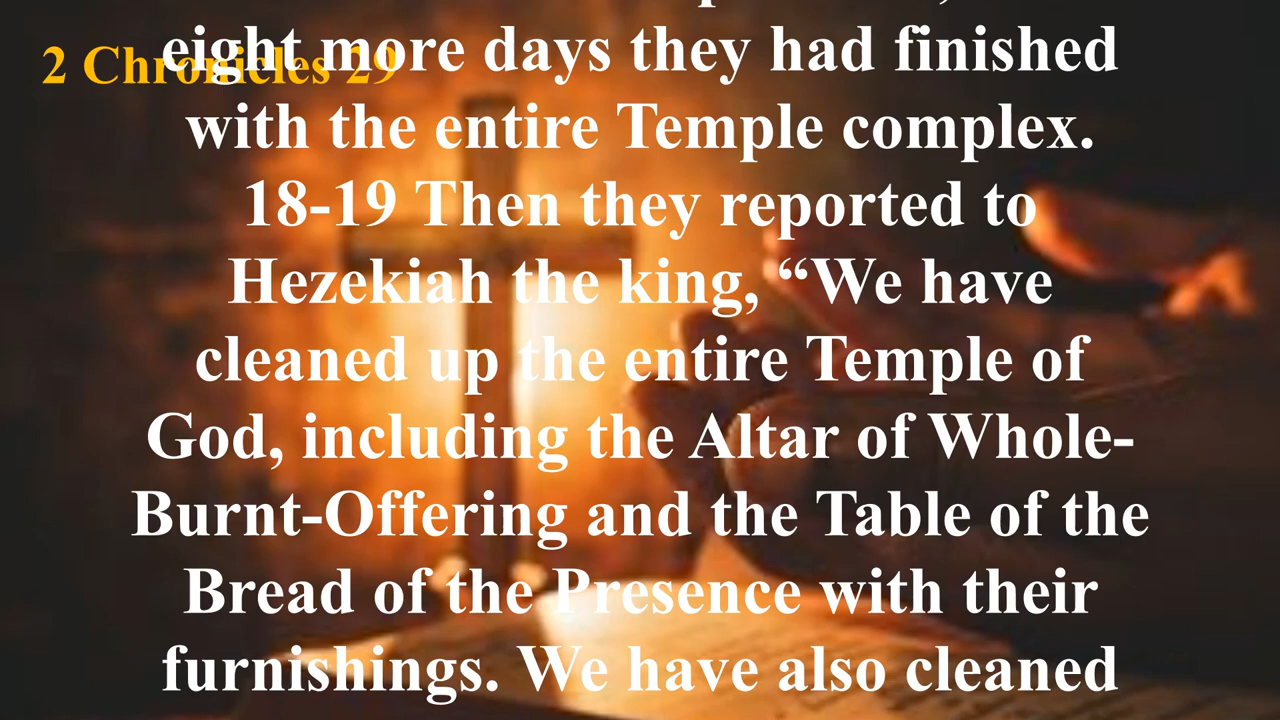 2 Chronicles 29
eight more days they had finished
with the entire Temple complex.
18-19 Then they reported to
Hezekiah the king, “We have
cleaned up the entire Temple of
God, including the Altar of Whole-
Burnt-Offering and the Table of the
Bread of the Presence with their
furnishings. We have also cleaned